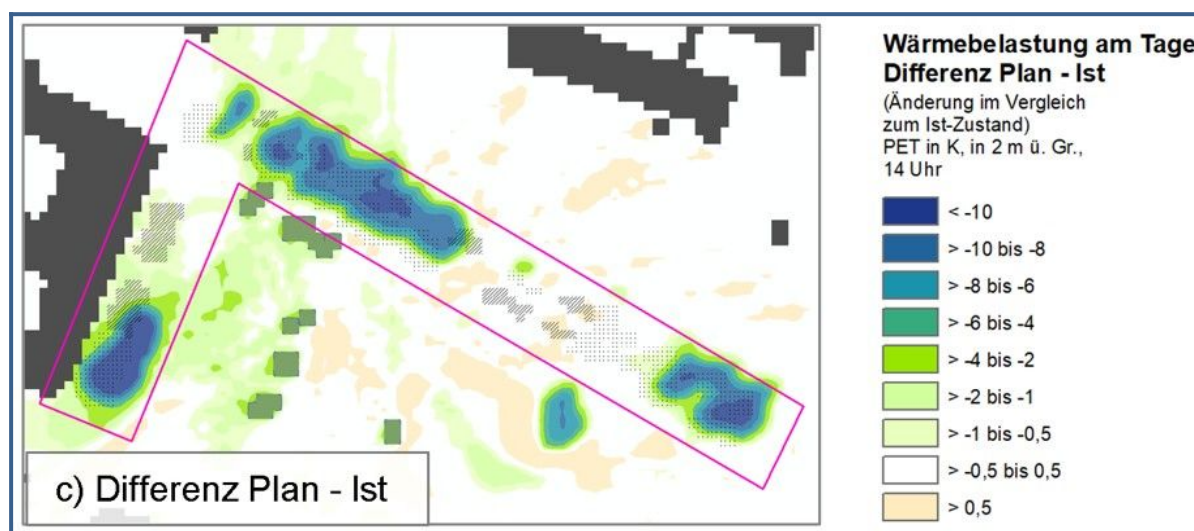 Wärmebelastung am Tage
Differenz Plan - Ist
(Änderung im Vergleich
zum Ist-Zustand)
PET in K, in 2 m ü. Gr.,
14 Uhr
< -10
> -10 bis -8
> -8 bis -6
> -6 bis -4
> -4 bis -2
> -2 bis -1
> -1 bis -0,5
> -0,5 bis 0,5
> 0,5
c) Differenz Plan - Ist